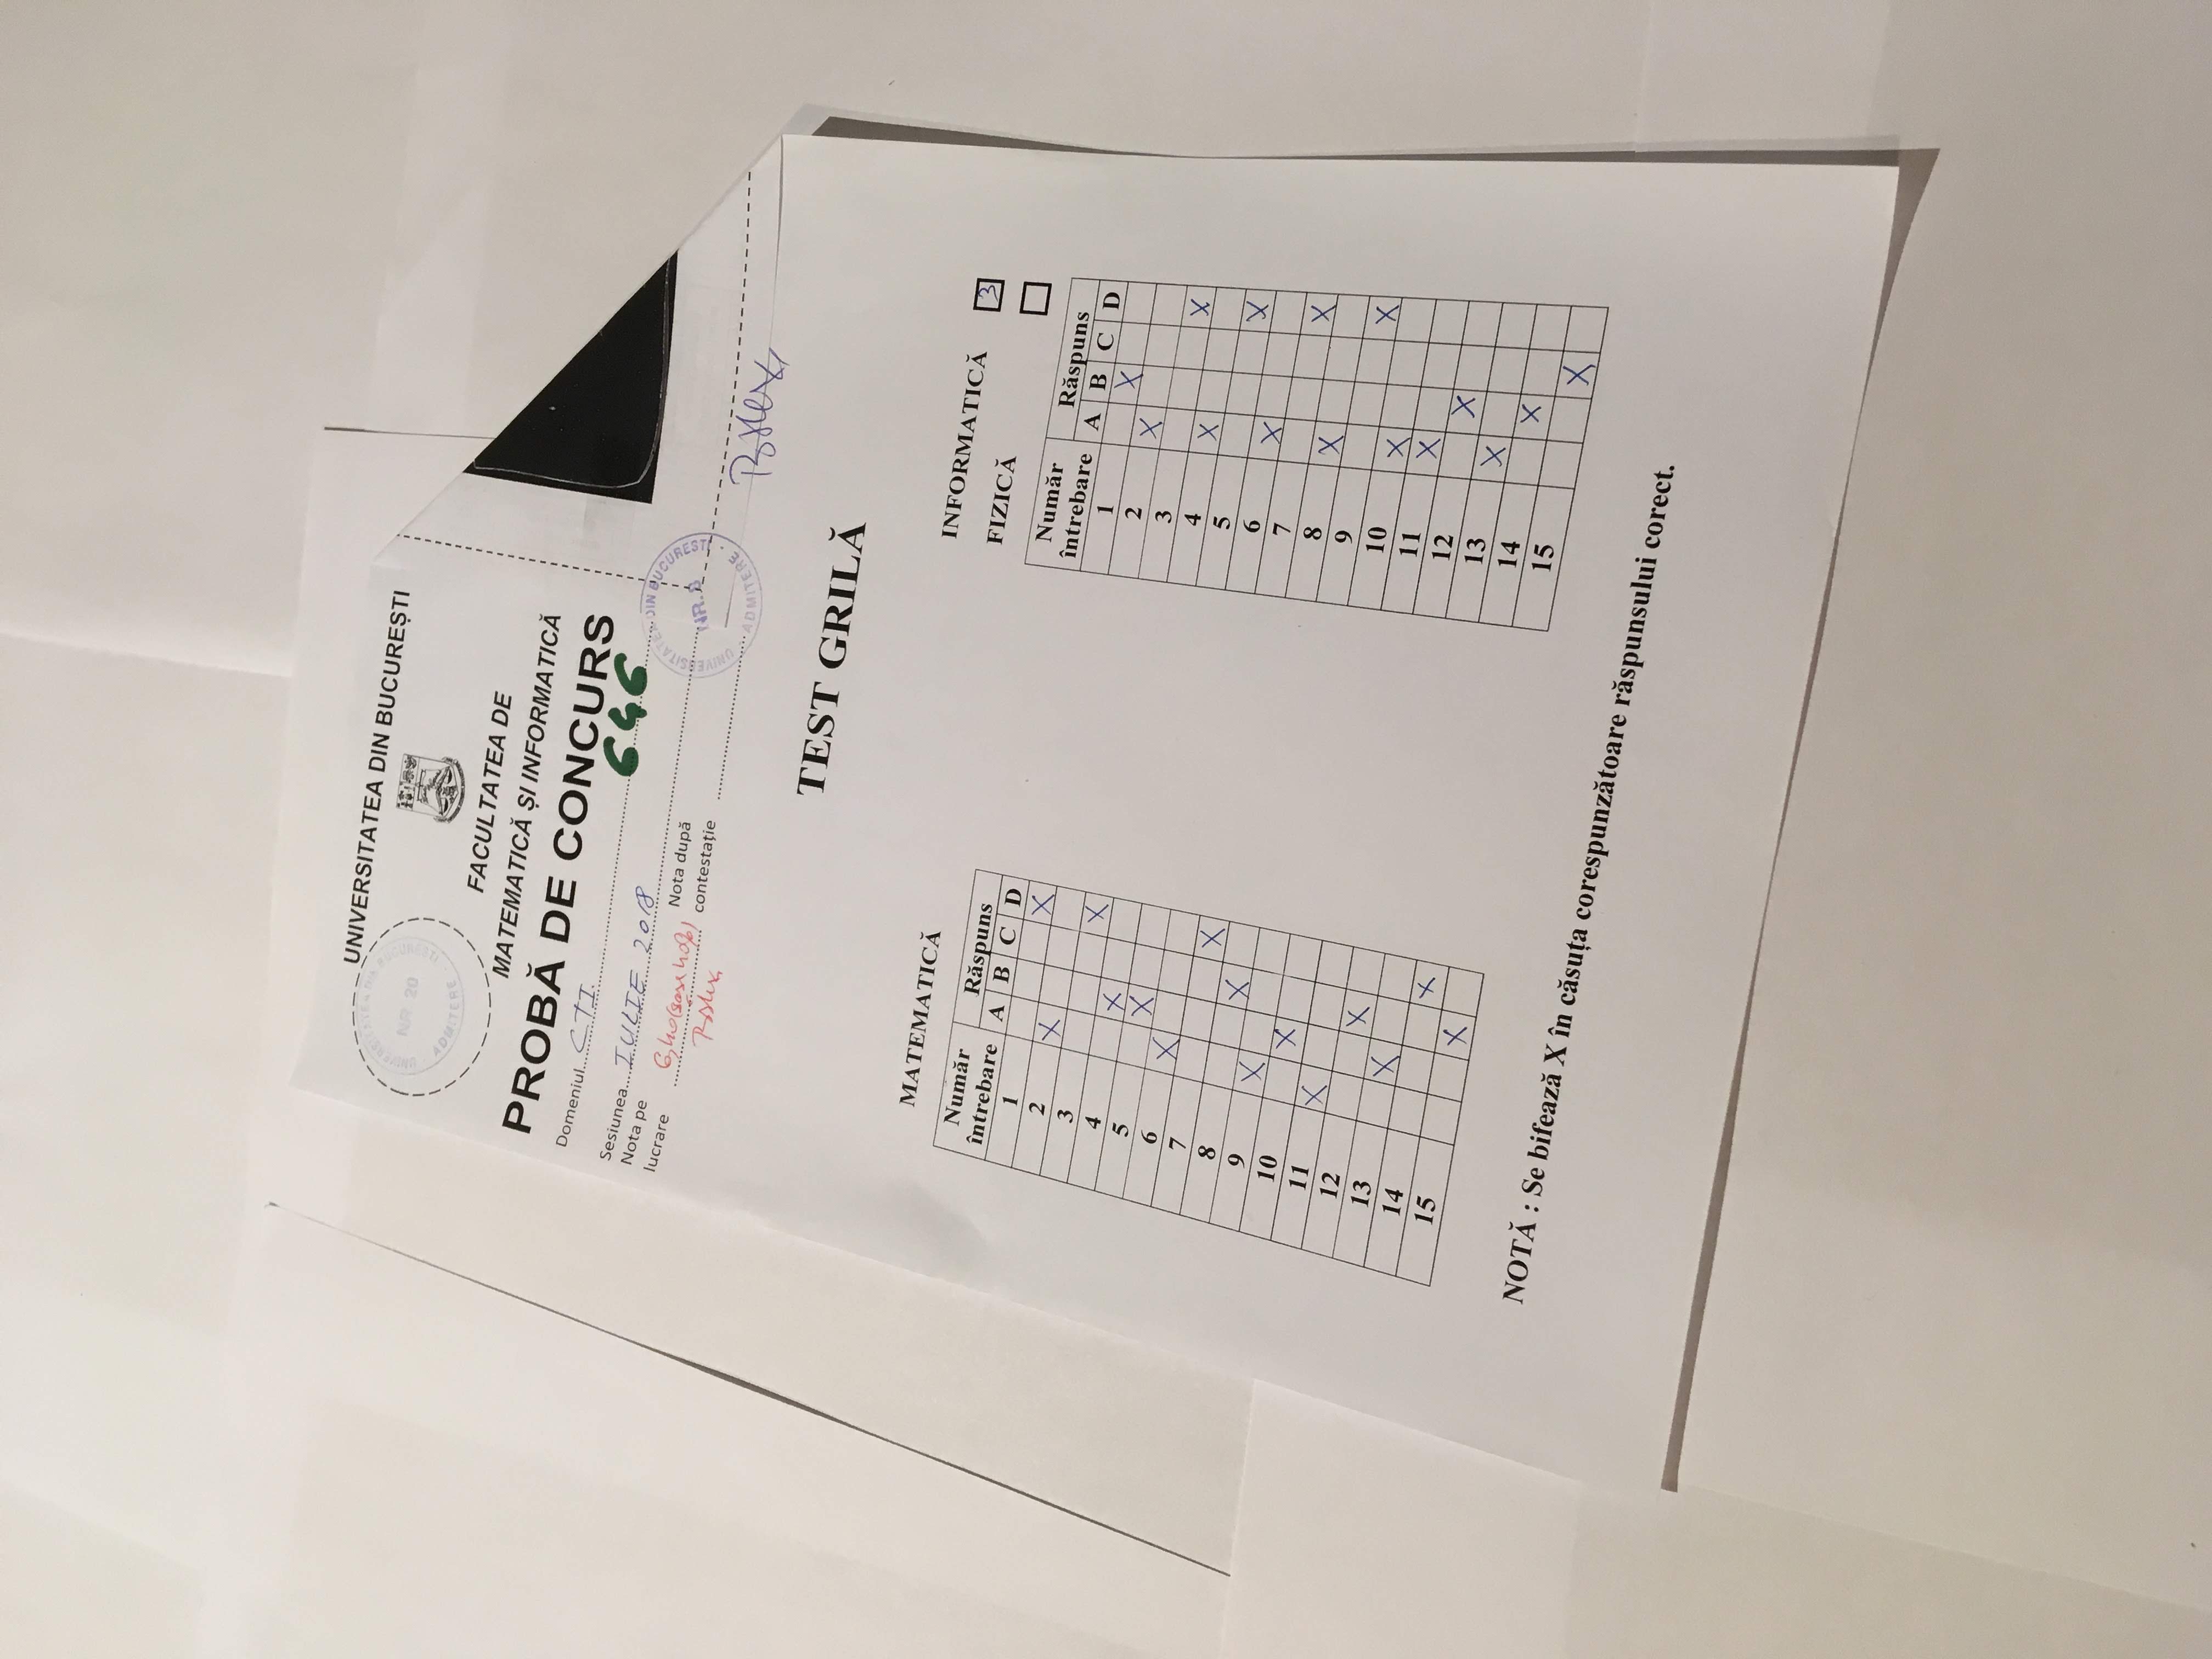 UNIVERSITATEA DIN BUCUREȘTI
UNIVERSITATEA DIN BUCUREȘTI
NR 20
ADMITERE
FACULTATEA DE
MATEMATICĂ ȘI INFORMATICĂ
PROBĂ DE CONCURS
Domeniul CTI.
646
Sesiunea IULIE 2018
Nota pe
lucrare 6,40 (șase 40%)
Nota după
contestație
UNIVERSITATEA DIN BUCUREȘTI
ADMITERE
TEST GRILĂ
MATEMATICĂ
Număr întrebare Răspuns
A B C D
1 X
2 X
3 X
4 X
5 X
6 X
7 X
8 X
9 X
10 X
11 X
12 X
13 X
14 X
15 X
INFORMATICĂ 3
FIZICĂ
Număr întrebare Răspuns
A B C D
1 X
2 X
3 X
4 X
5 X
6 X
7 X
8 X
9 X
10 X
11 X
12 X
13 X
14 X
15 X
NOTĂ : Se bifează X în căsuța corespunzătoare răspunsului corect.